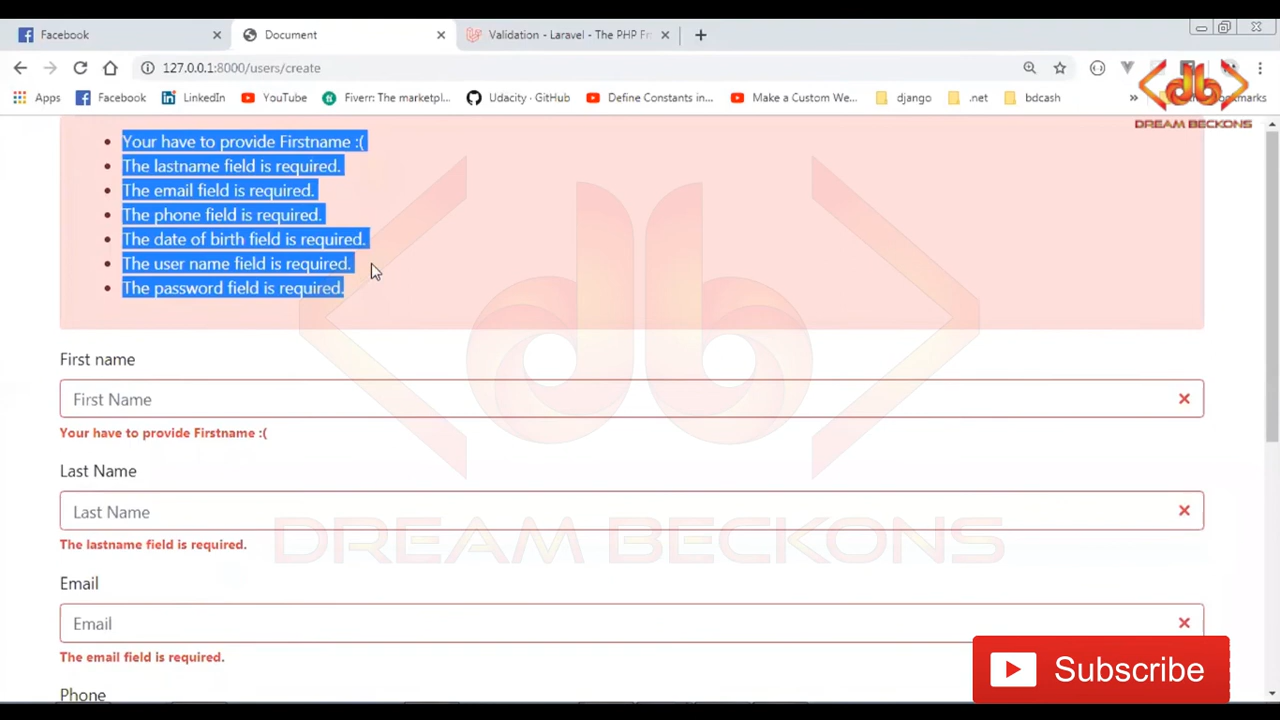 Facebook
Document
Validation - Laravel - The PHP Fr
127.0.0.1:8000/users/create
Apps
Facebook
LinkedIn
YouTube
Fiverr: The marketpl...
Udacity · GitHub
Define Constants in...
Make a Custom We...
django
.net
bdcash
»
DREAM BECKONS
Your have to provide Firstname :(
The lastname field is required.
The email field is required.
The phone field is required.
The date of birth field is required.
The user name field is required.
The password field is required.
First name
First Name
Your have to provide Firstname :(
Last Name
Last Name
The lastname field is required.
DREAM BECKONS
Email
Email
The email field is required.
Subscribe
Phone